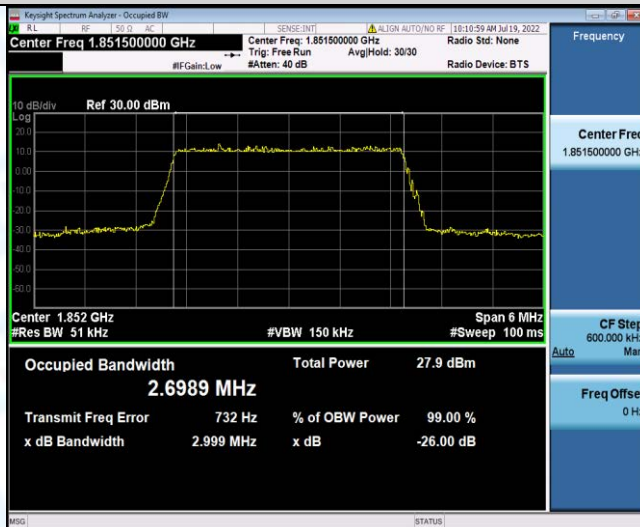 Keysight Spectrum Analyzer - Occupied BW
RL RF 50 Ω AC SENSE:INT ALIGN AUTO/NO RF 10:10:59 AM Jul 19, 2022
Center Freq 1.851500000 GHz
Center Freq: 1.851500000 GHz
Radio Std: None
Trig: Free Run Avg|Hold: 30/30
#IFGain:Low #Atten: 40 dB Radio Device: BTS
10 dB/div Ref 30.00 dBm
Log
20.0
10.0
0.00
-10.0
-20.0
-30.0
-40.0
-50.0
-60.0
Center 1.852 GHz Span 6 MHz
#Res BW 51 kHz #VBW 150 kHz #Sweep 100 ms
Occupied Bandwidth Total Power 27.9 dBm
2.6989 MHz
Transmit Freq Error 732 Hz % of OBW Power 99.00 %
x dB Bandwidth 2.999 MHz x dB -26.00 dB
MSG STATUS
Frequency
Center Freq
1.851500000 GHz
CF Step
600.000 kHz
Auto Man
Freq Offset
0 Hz